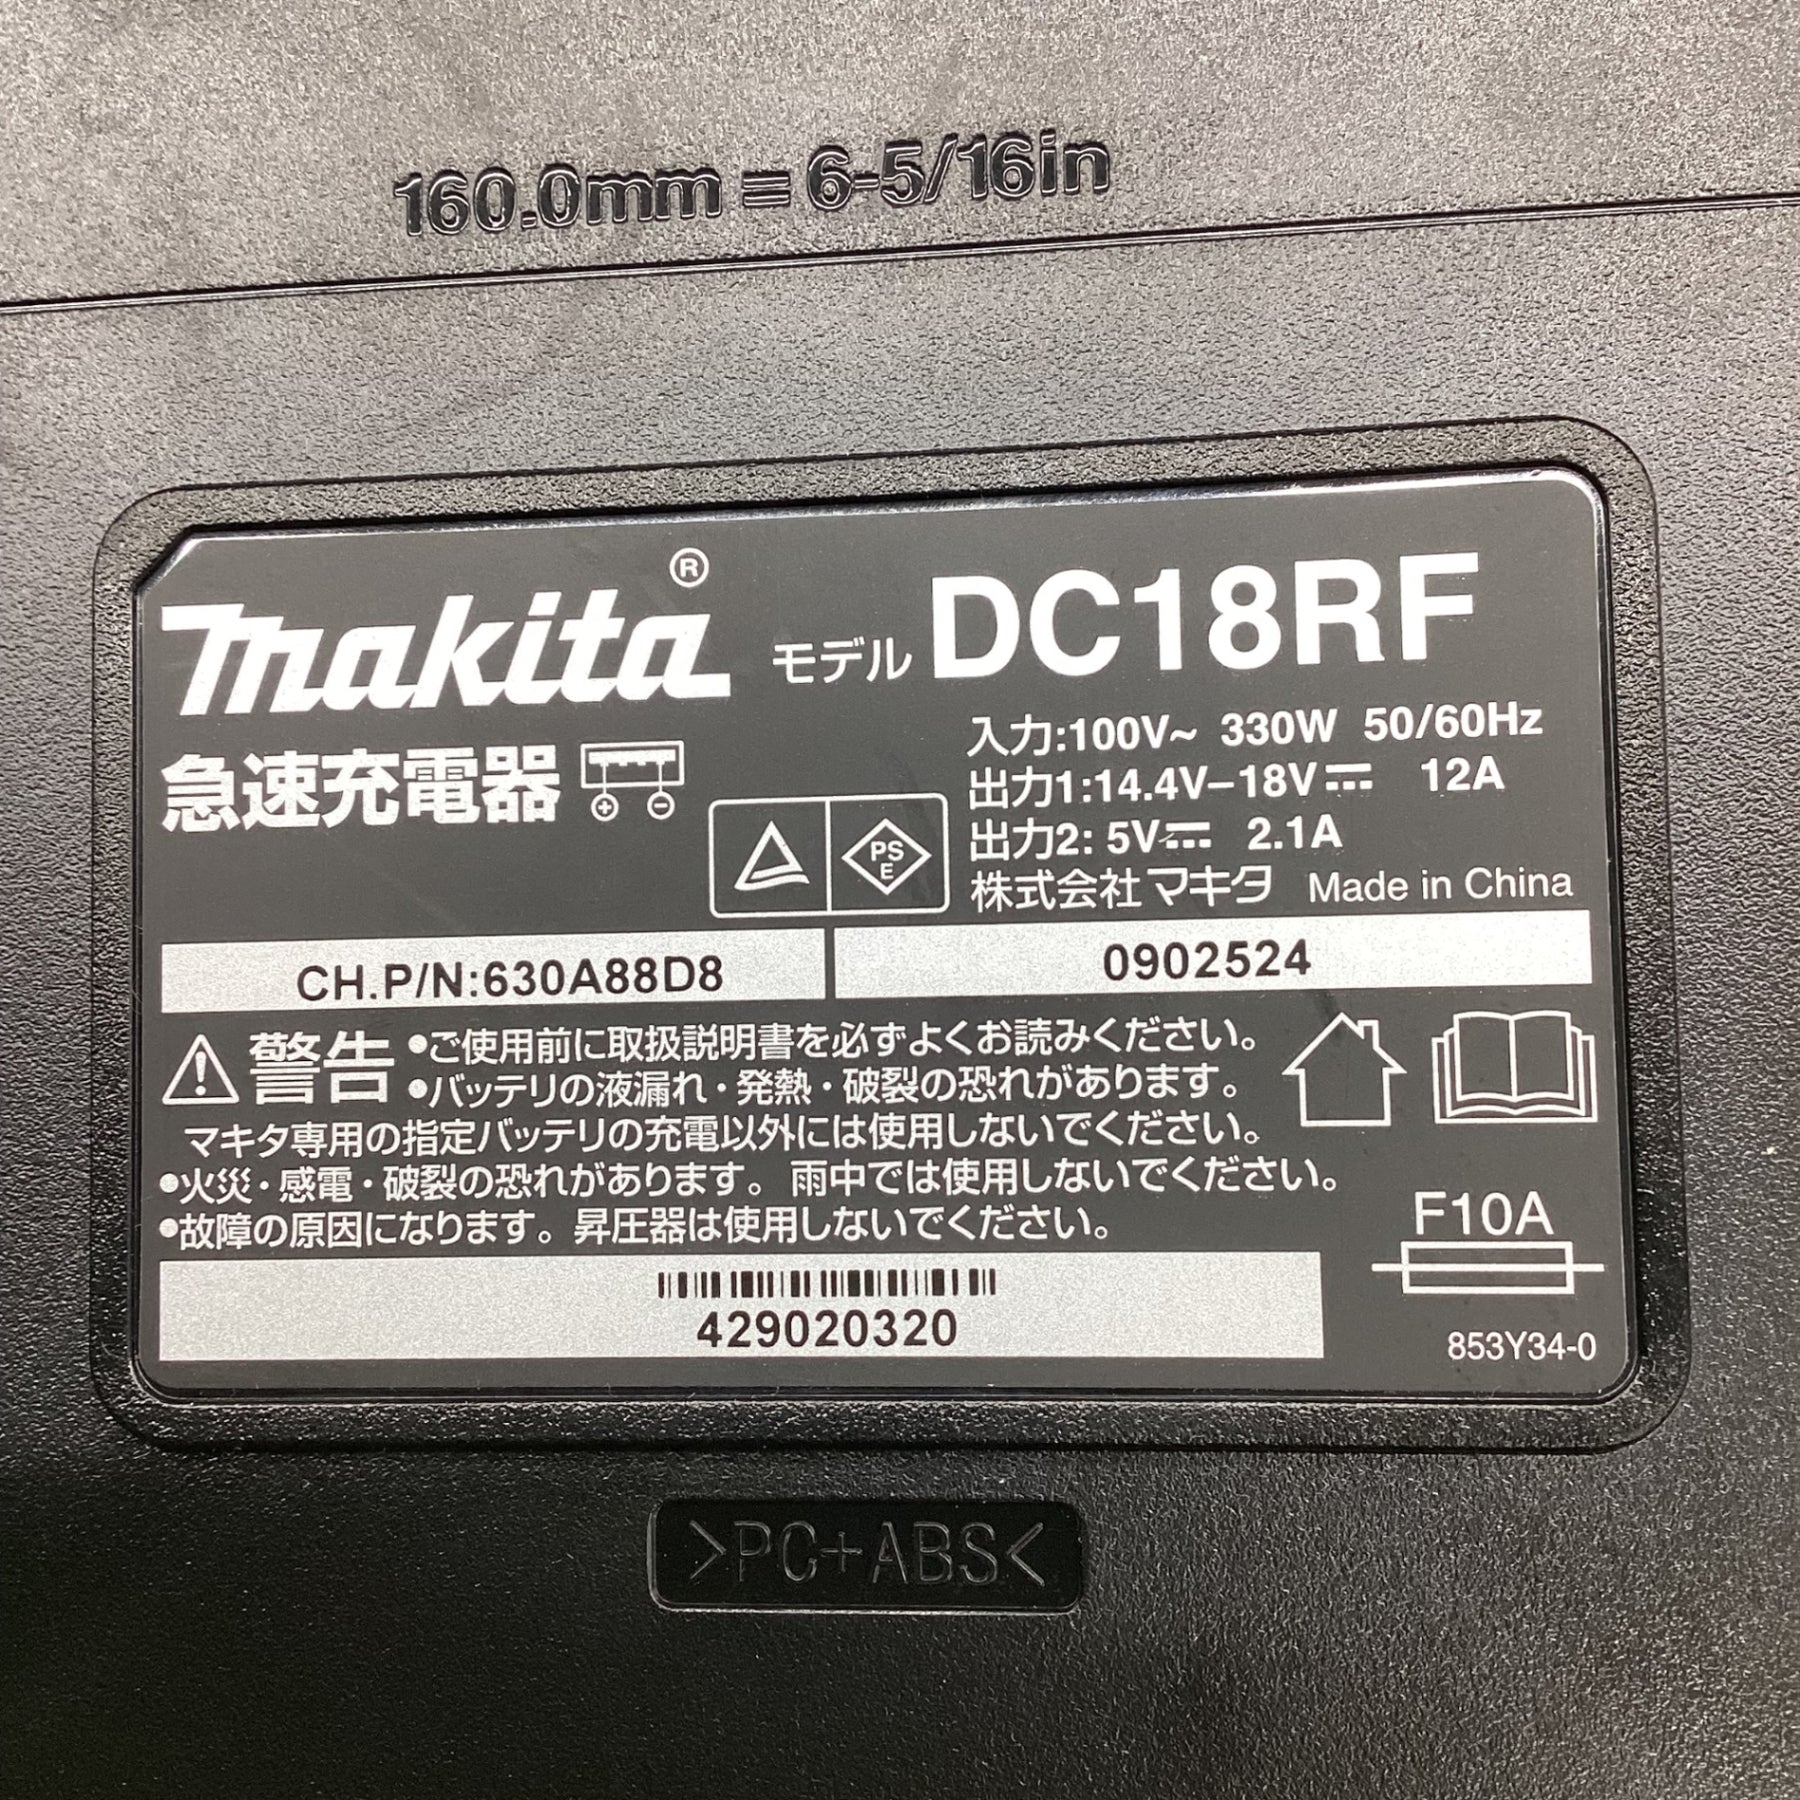 160.0mm≡6-5/16in
makita® モデル DC18RF
急速充電器
入力:100V~ 330W 50/60Hz
出力1:14.4V–18V⎓ 12A
出力2: 5V⎓ 2.1A
PS
E
株式会社マキタ Made in China
CH.P/N:630A88D8
0902524
警告 •ご使用前に取扱説明書を必ずよくお読みください。
•バッテリの液漏れ・発熱・破裂の恐れがあります。
マキタ専用の指定バッテリの充電以外には使用しないでください。
•火災・感電・破裂の恐れがあります。雨中では使用しないでください。
•故障の原因になります。昇圧器は使用しないでください。
F10A
429020320
853Y34-0
>PC+ABS<